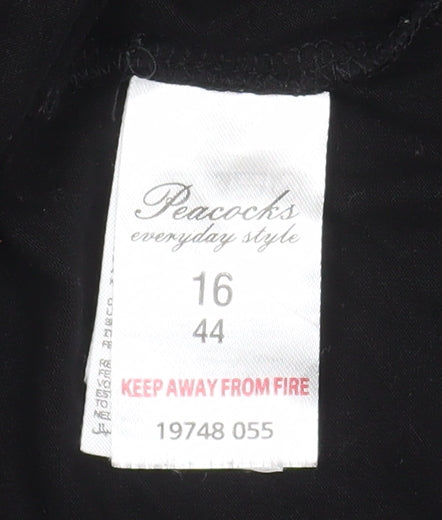 Peacocks
everyday style
16
44
KEEP AWAY FROM FIRE
19748 055